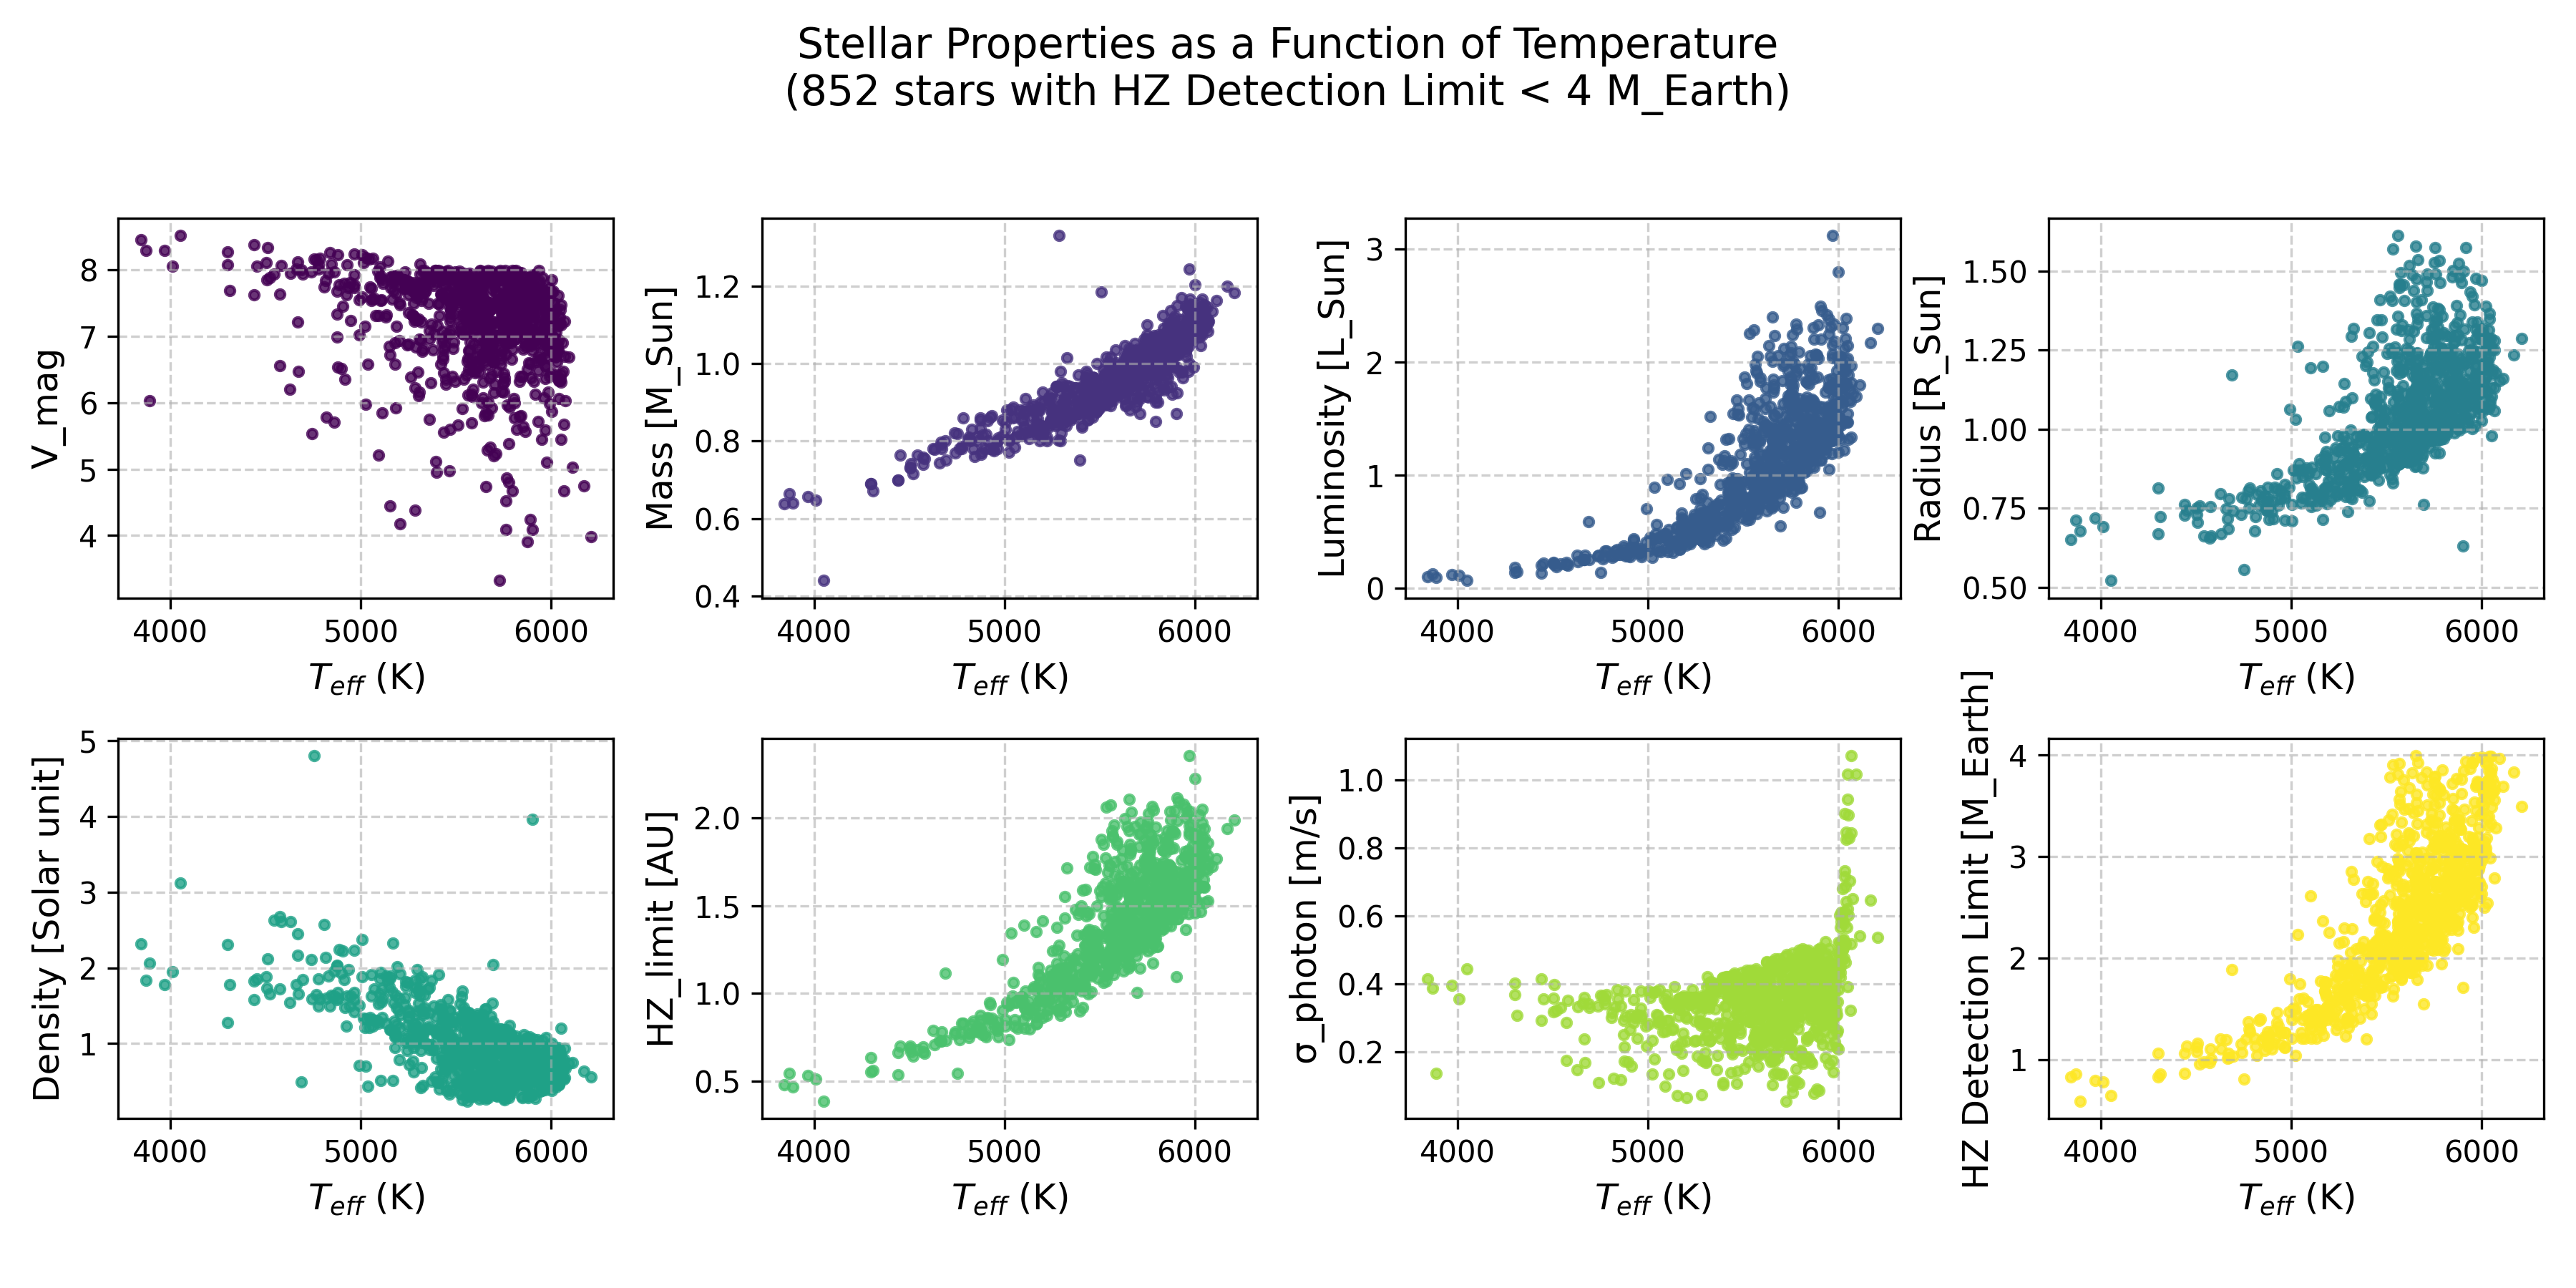 Stellar Properties as a Function of Temperature
(852 stars with HZ Detection Limit < 4 M_Earth)
V_mag
8
7
6
5
4
4000 5000 6000
T_eff (K)
Mass [M_Sun]
1.2
1.0
0.8
0.6
0.4
4000 5000 6000
T_eff (K)
Luminosity [L_Sun]
3
2
1
0
4000 5000 6000
T_eff (K)
Radius [R_Sun]
1.50
1.25
1.00
0.75
0.50
4000 5000 6000
T_eff (K)
Density [Solar unit]
5
4
3
2
1
4000 5000 6000
T_eff (K)
HZ_limit [AU]
2.0
1.5
1.0
0.5
4000 5000 6000
T_eff (K)
σ_photon [m/s]
1.0
0.8
0.6
0.4
0.2
4000 5000 6000
T_eff (K)
HZ Detection Limit [M_Earth]
4
3
2
1
4000 5000 6000
T_eff (K)